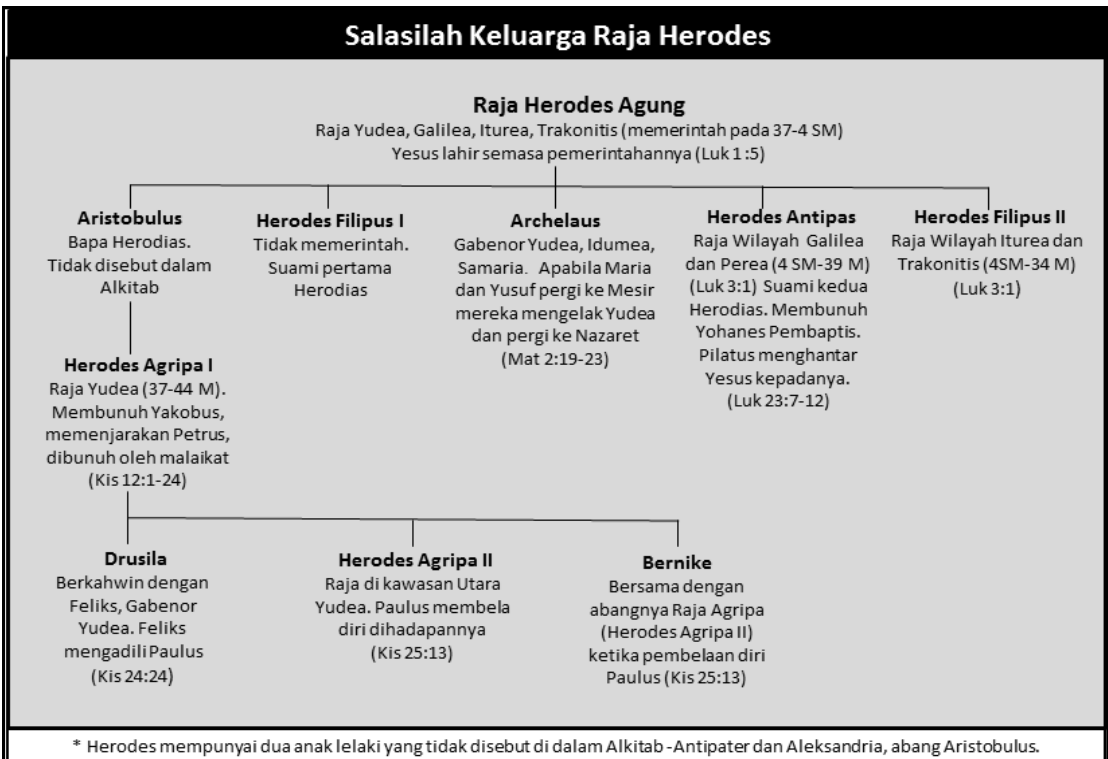 Salasilah Keluarga Raja Herodes
Raja Herodes Agung
Raja Yudea, Galilea, Iturea, Trakonitis (memerintah pada 37-4 SM)
Yesus lahir semasa pemerintahannya (Luk 1:5)
Aristobulus
Bapa Herodias.
Tidak disebut dalam
Alkitab
Herodes Filipus I
Tidak memerintah.
Suami pertama
Herodias
Archelaus
Gabenor Yudea, Idumea,
Samaria. Apabila Maria
dan Yusuf pergi ke Mesir
mereka mengelak Yudea
dan pergi ke Nazaret
(Mat 2:19-23)
Herodes Antipas
Raja Wilayah Galilea
dan Perea (4 SM-39 M)
(Luk 3:1) Suami kedua
Herodias. Membunuh
Yohanes Pembaptis.
Pilatus menghantar
Yesus kepadanya.
(Luk 23:7-12)
Herodes Filipus II
Raja Wilayah Iturea dan
Trakonitis (4SM-34 M)
(Luk 3:1)
Herodes Agripa I
Raja Yudea (37-44 M).
Membunuh Yakobus,
memenjarakan Petrus,
dibunuh oleh malaikat
(Kis 12:1-24)
Drusila
Berkahwin dengan
Feliks, Gabenor
Yudea. Feliks
mengadili Paulus
(Kis 24:24)
Herodes Agripa II
Raja di kawasan Utara
Yudea. Paulus membela
diri dihadapannya
(Kis 25:13)
Bernike
Bersama dengan
abangnya Raja Agripa
(Herodes Agripa II)
ketika pembelaan diri
Paulus (Kis 25:13)
* Herodes mempunyai dua anak lelaki yang tidak disebut di dalam Alkitab -Antipater dan Aleksandria, abang Aristobulus.